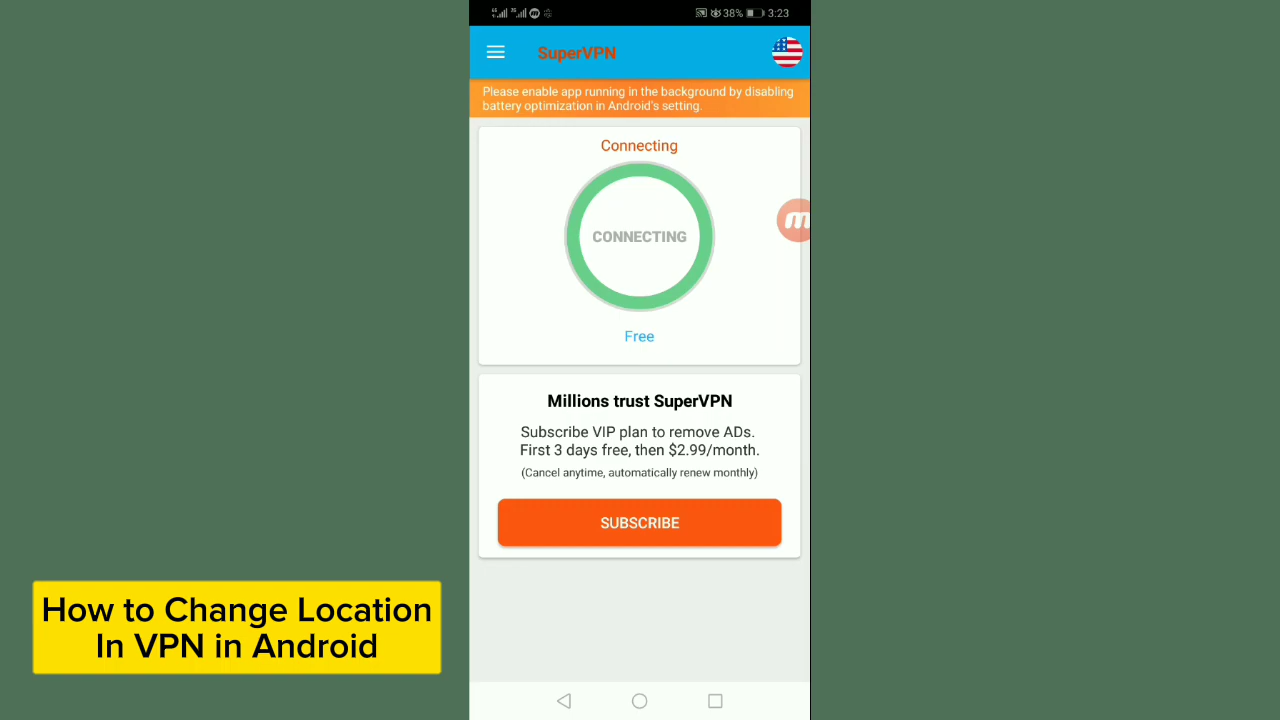 38% 3:23
SuperVPN
Please enable app running in the background by disabling
battery optimization in Android's setting.
Connecting
CONNECTING
Free
Millions trust SuperVPN
Subscribe VIP plan to remove ADs.
First 3 days free, then $2.99/month.
(Cancel anytime, automatically renew monthly)
SUBSCRIBE
How to Change Location
In VPN in Android